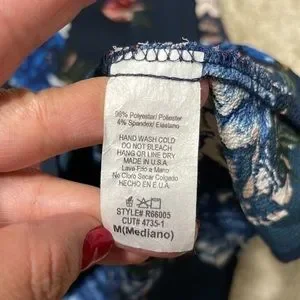 96% Polyester/ Poliester
4% Spandex/ Elastano
HAND WASH COLD
DO NOT BLEACH
HANG OR LINE DRY
MADE IN U.S.A.
Lave Frio a Mano
No Cloro Secar Colgado
HECHO EN E.U.A.
STYLE# R66005
CUT# 4735-1
M(Mediano)